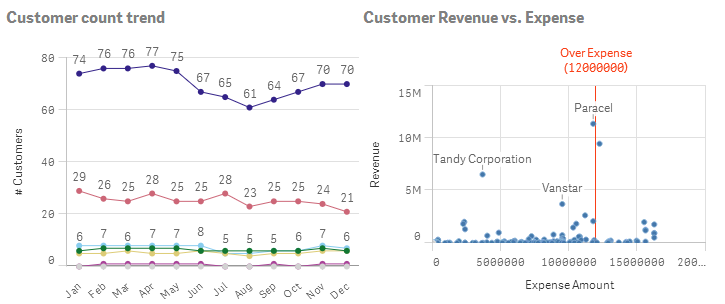 Customer count trend
80
60
40
20
0
# Customers
74 76 76 77 75 67 65 61 64 67 70 70
29 26 25 28 25 25 28 23 25 25 24 21
6 7 6 7 7 8 5 5 5 6 7 6
Jan Feb Mar Apr May Jun Jul Aug Sep Oct Nov Dec
Customer Revenue vs. Expense
Over Expense
(12000000)
15M
10M
5M
0
Revenue
Paracel
Tandy Corporation
Vanstar
0 5000000 10000000 15000000 200...
Expense Amount